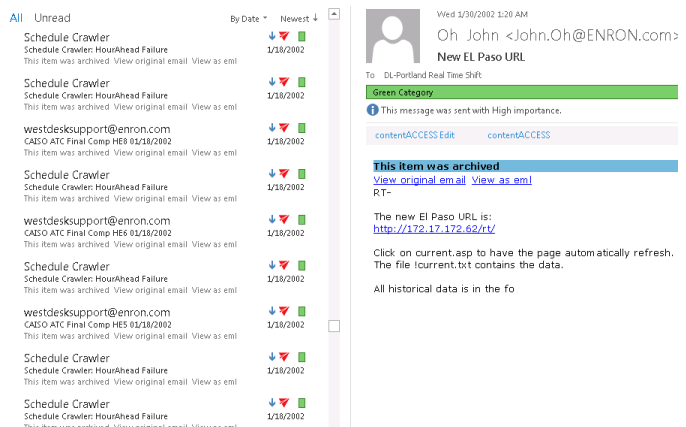 All Unread By Date Newest
Schedule Crawler
Schedule Crawler: HourAhead Failure 1/18/2002
This item was archived View original email View as eml
Schedule Crawler
Schedule Crawler: HourAhead Failure 1/18/2002
This item was archived View original email View as eml
westdesksupport@enron.com
CAISO ATC Final Comp HE8 01/18/2002 1/18/2002
This item was archived View original email View as eml
Schedule Crawler
Schedule Crawler: HourAhead Failure 1/18/2002
This item was archived View original email View as eml
westdesksupport@enron.com
CAISO ATC Final Comp HE6 01/18/2002 1/18/2002
This item was archived View original email View as eml
Schedule Crawler
Schedule Crawler: HourAhead Failure 1/18/2002
This item was archived View original email View as eml
westdesksupport@enron.com
CAISO ATC Final Comp HE5 01/18/2002 1/18/2002
This item was archived View original email View as eml
Schedule Crawler
Schedule Crawler: HourAhead Failure 1/18/2002
This item was archived View original email View as eml
Schedule Crawler
Schedule Crawler: HourAhead Failure 1/18/2002
This item was archived View original email View as eml
Wed 1/30/2002 1:20 AM
Oh John <John.Oh@ENRON.com>
New EL Paso URL
To DL-Portland Real Time Shift
Green Category
This message was sent with High importance.
contentACCESS Edit contentACCESS
This item was archived
View original email View as eml
RT-
The new El Paso URL is:
http://172.17.172.62/rt/
Click on current.asp to have the page automatically refresh.
The file !current.txt contains the data.
All historical data is in the fo